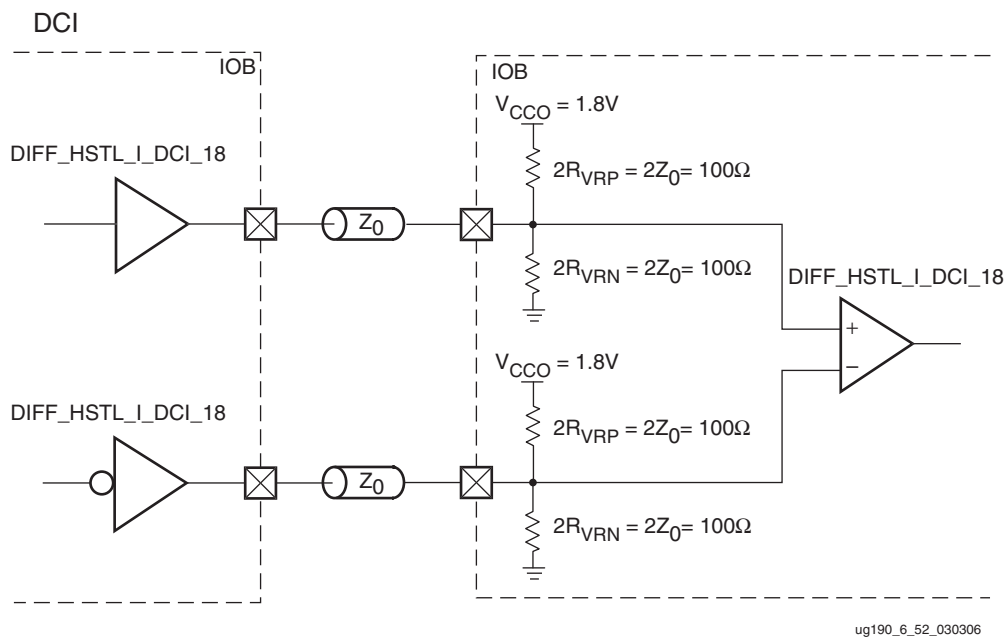 DCI
IOB
IOB
V_CCO = 1.8V
DIFF_HSTL_I_DCI_18
2R_VRP = 2Z_0= 100Ω
Z_0
2R_VRN = 2Z_0= 100Ω
DIFF_HSTL_I_DCI_18
+
–
V_CCO = 1.8V
DIFF_HSTL_I_DCI_18
2R_VRP = 2Z_0= 100Ω
Z_0
2R_VRN = 2Z_0= 100Ω
ug190_6_52_030306